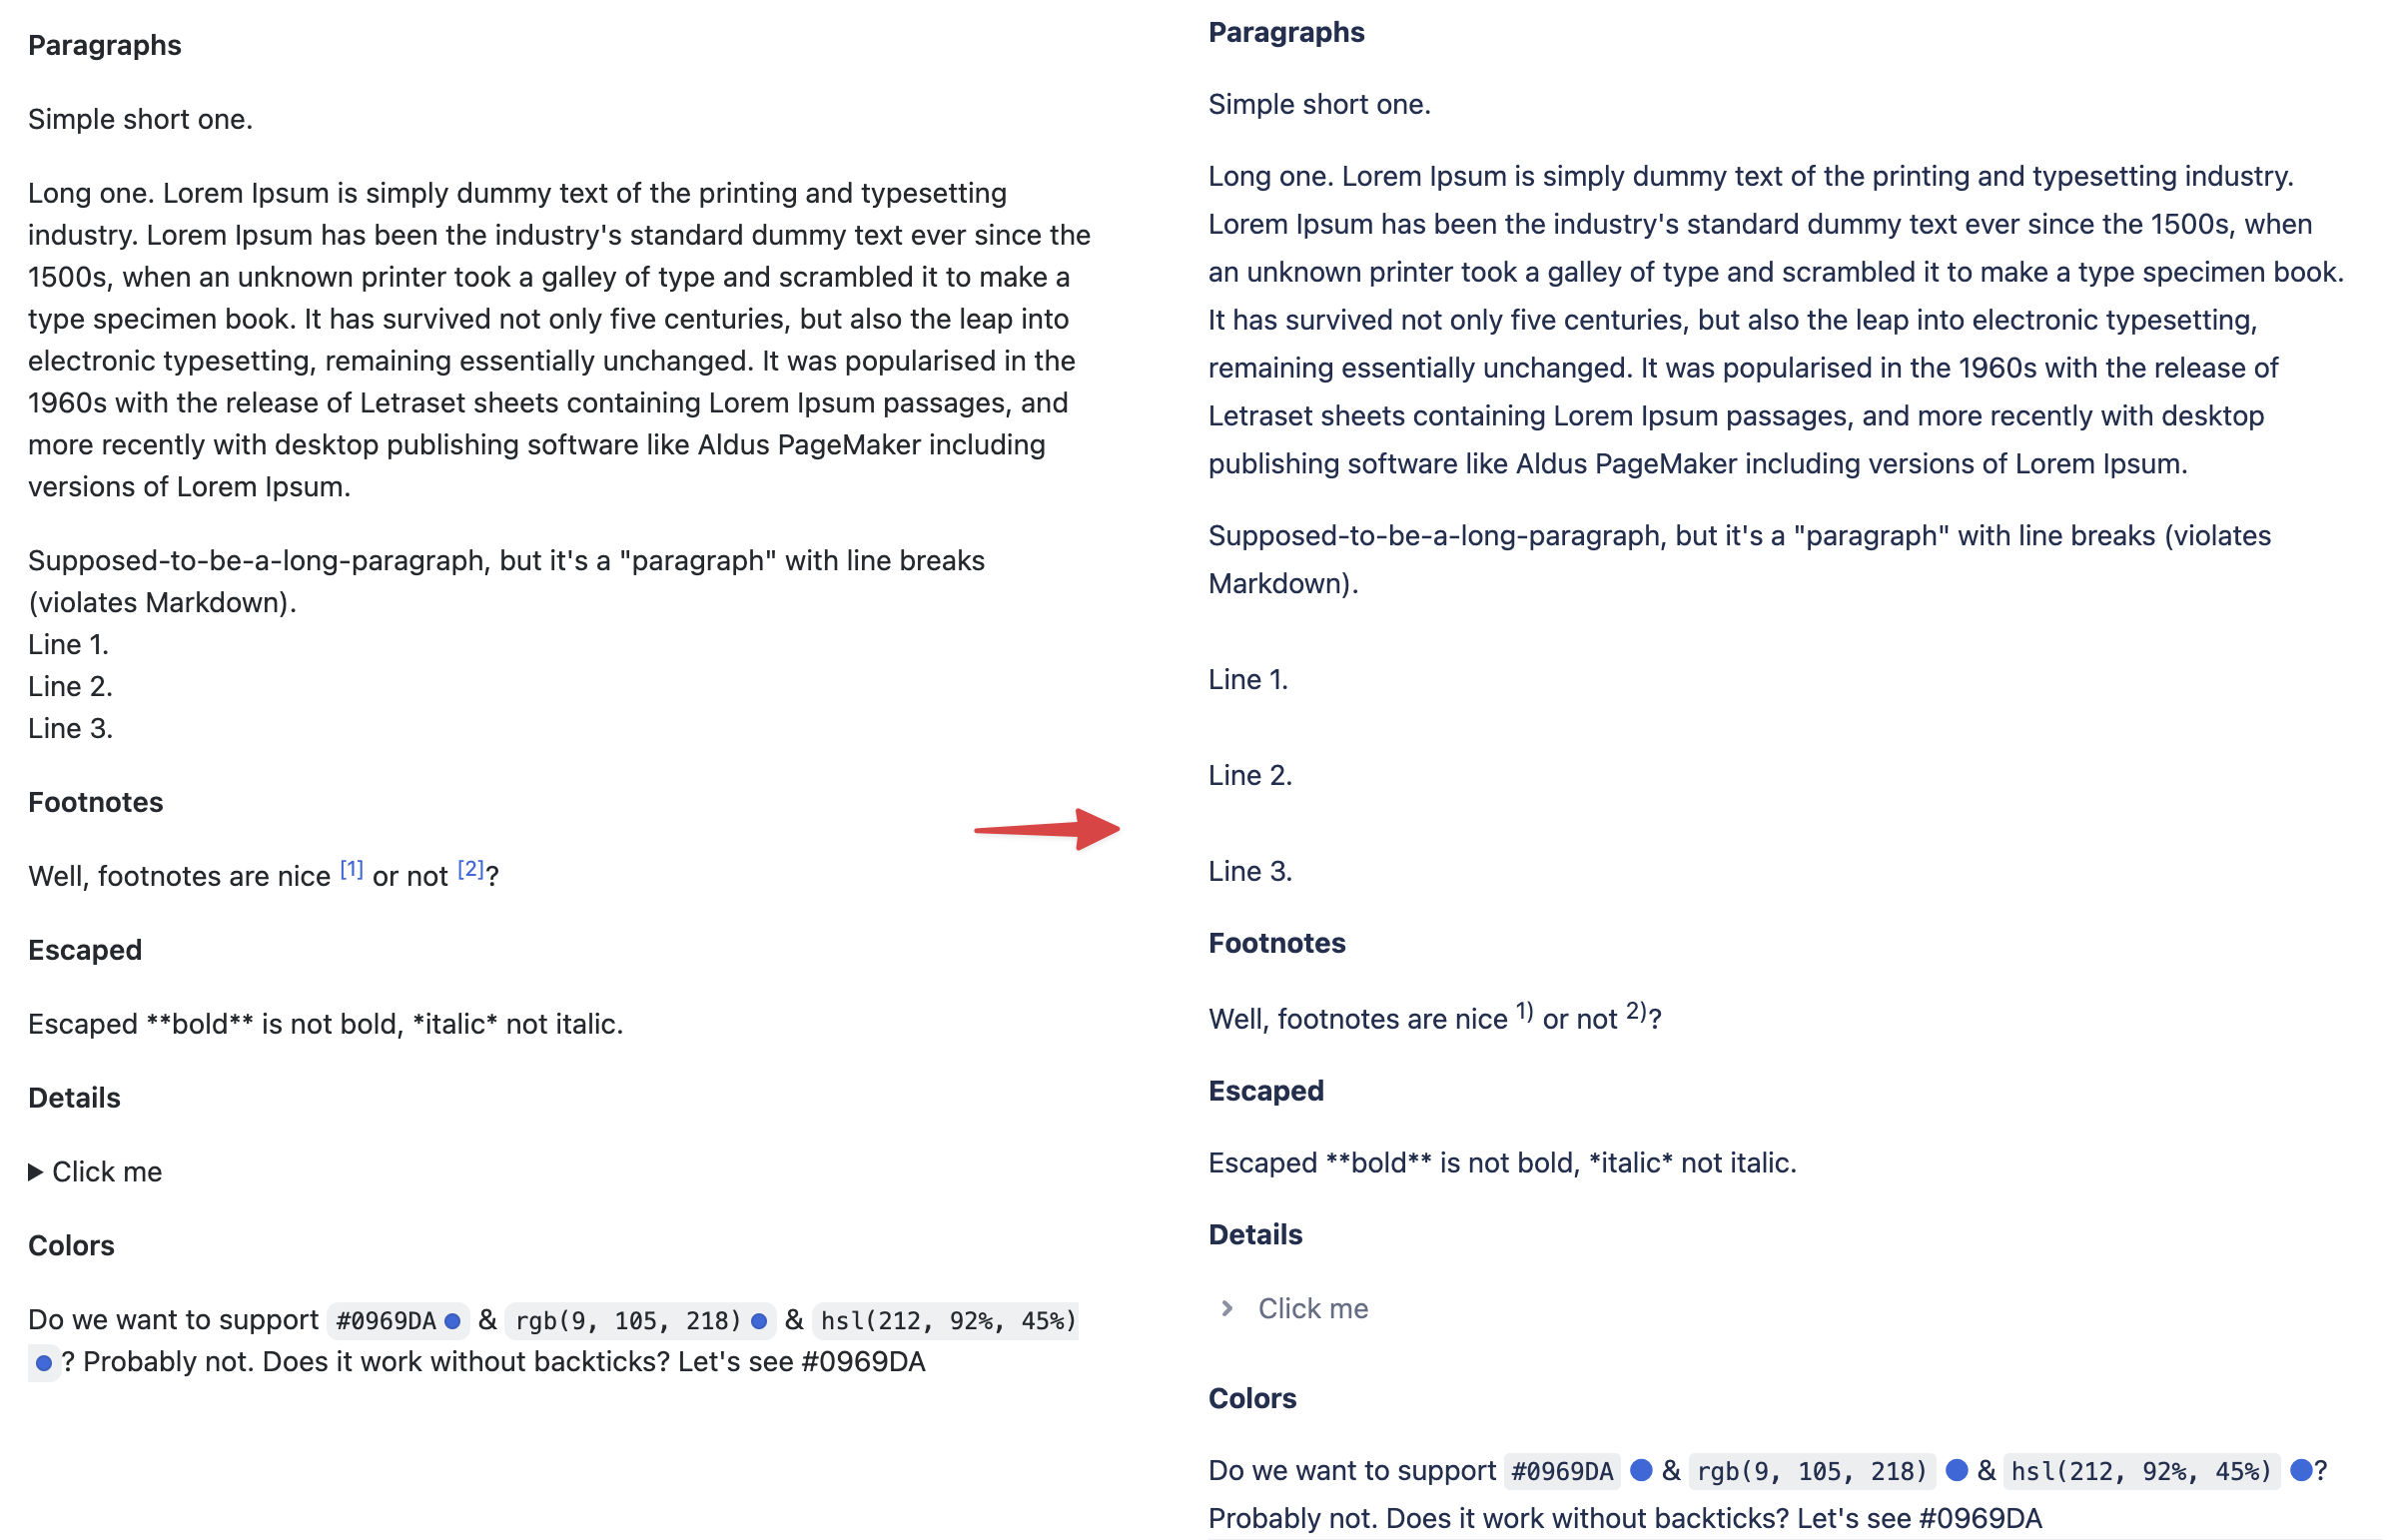 Paragraphs
Simple short one.
Long one. Lorem Ipsum is simply dummy text of the printing and typesetting
industry. Lorem Ipsum has been the industry's standard dummy text ever since the
1500s, when an unknown printer took a galley of type and scrambled it to make a
type specimen book. It has survived not only five centuries, but also the leap into
electronic typesetting, remaining essentially unchanged. It was popularised in the
1960s with the release of Letraset sheets containing Lorem Ipsum passages, and
more recently with desktop publishing software like Aldus PageMaker including
versions of Lorem Ipsum.
Supposed-to-be-a-long-paragraph, but it's a "paragraph" with line breaks
(violates Markdown).
Line 1.
Line 2.
Line 3.
Footnotes
Well, footnotes are nice [1] or not [2]?
Escaped
Escaped **bold** is not bold, *italic* not italic.
Details
Click me
Colors
Do we want to support #0969DA & rgb(9, 105, 218) & hsl(212, 92%, 45%)
? Probably not. Does it work without backticks? Let's see #0969DA
Paragraphs
Simple short one.
Long one. Lorem Ipsum is simply dummy text of the printing and typesetting industry.
Lorem Ipsum has been the industry's standard dummy text ever since the 1500s, when
an unknown printer took a galley of type and scrambled it to make a type specimen book.
It has survived not only five centuries, but also the leap into electronic typesetting,
remaining essentially unchanged. It was popularised in the 1960s with the release of
Letraset sheets containing Lorem Ipsum passages, and more recently with desktop
publishing software like Aldus PageMaker including versions of Lorem Ipsum.
Supposed-to-be-a-long-paragraph, but it's a "paragraph" with line breaks (violates
Markdown).
Line 1.
Line 2.
Line 3.
Footnotes
Well, footnotes are nice 1) or not 2)?
Escaped
Escaped **bold** is not bold, *italic* not italic.
Details
Click me
Colors
Do we want to support #0969DA & rgb(9, 105, 218) & hsl(212, 92%, 45%) ?
Probably not. Does it work without backticks? Let's see #0969DA